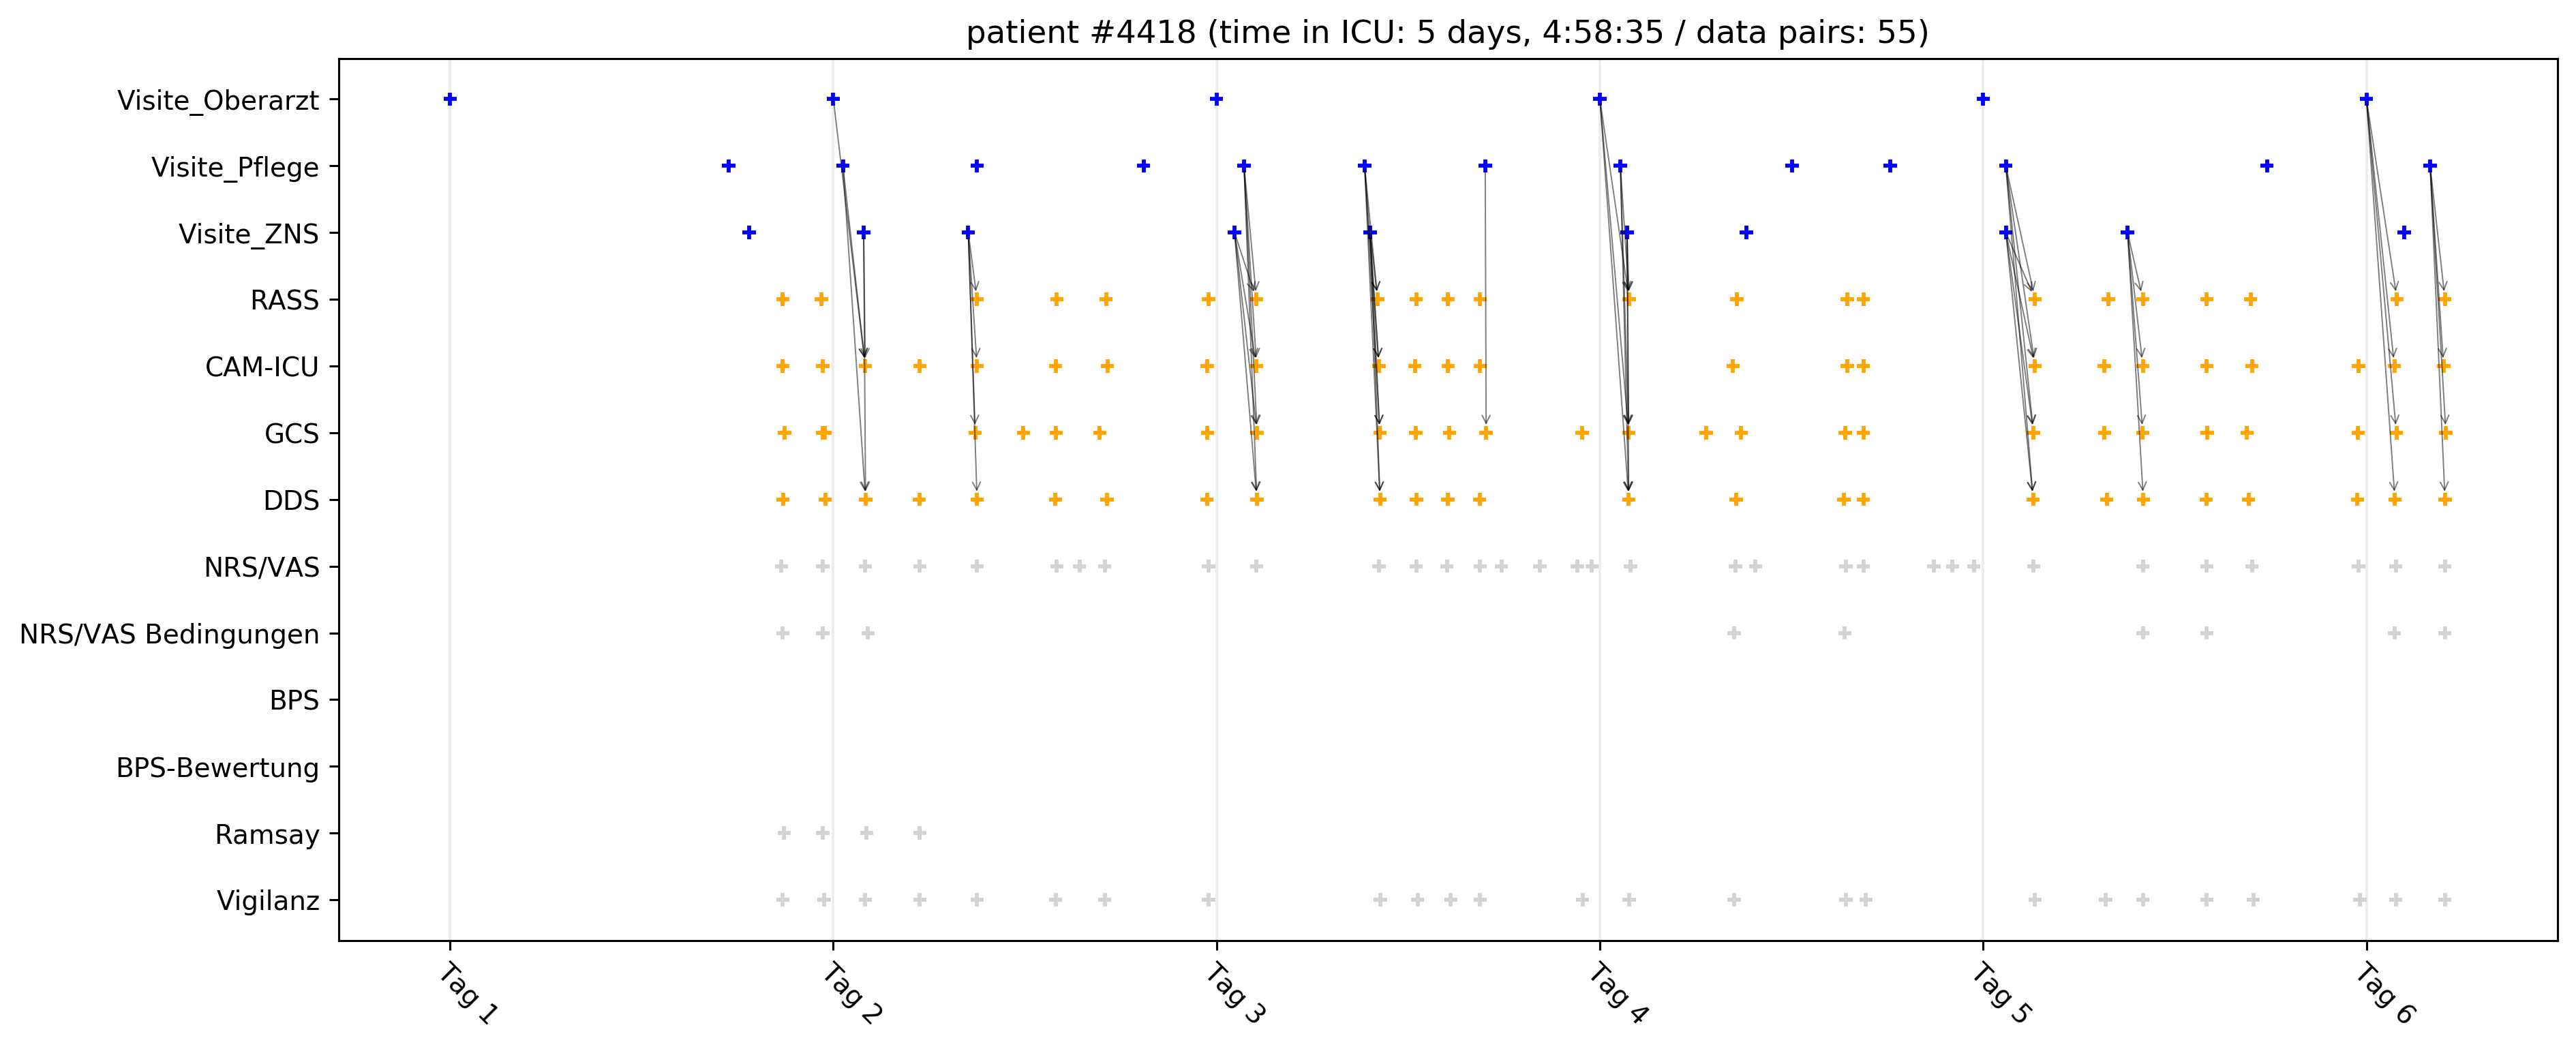 patient #4418 (time in ICU: 5 days, 4:58:35 / data pairs: 55)
Visite_Oberarzt
Visite_Pflege
Visite_ZNS
RASS
CAM-ICU
GCS
DDS
NRS/VAS
NRS/VAS Bedingungen
BPS
BPS-Bewertung
Ramsay
Vigilanz
Tag 1
Tag 2
Tag 3
Tag 4
Tag 5
Tag 6